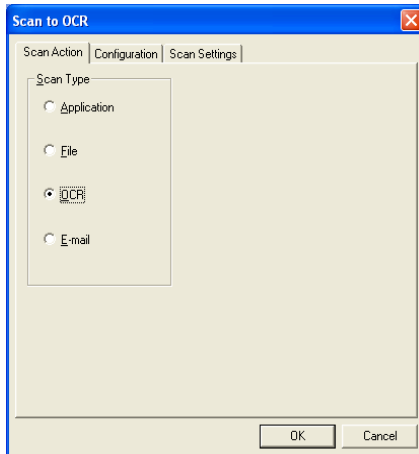 Scan to OCR
Scan Action Configuration Scan Settings
Scan Type
Application
File
OCR
E-mail
OK Cancel